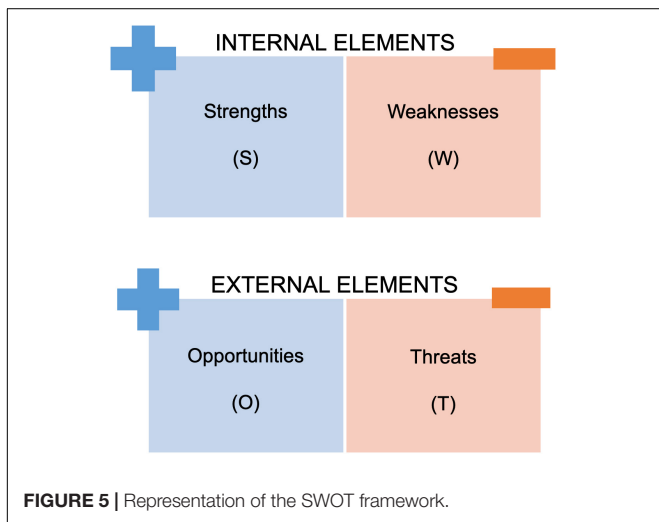 INTERNAL ELEMENTS
Strengths
Weaknesses
(S)
(W)
EXTERNAL ELEMENTS
Opportunities
Threats
(O)
(T)
FIGURE 5 | Representation of the SWOT framework.